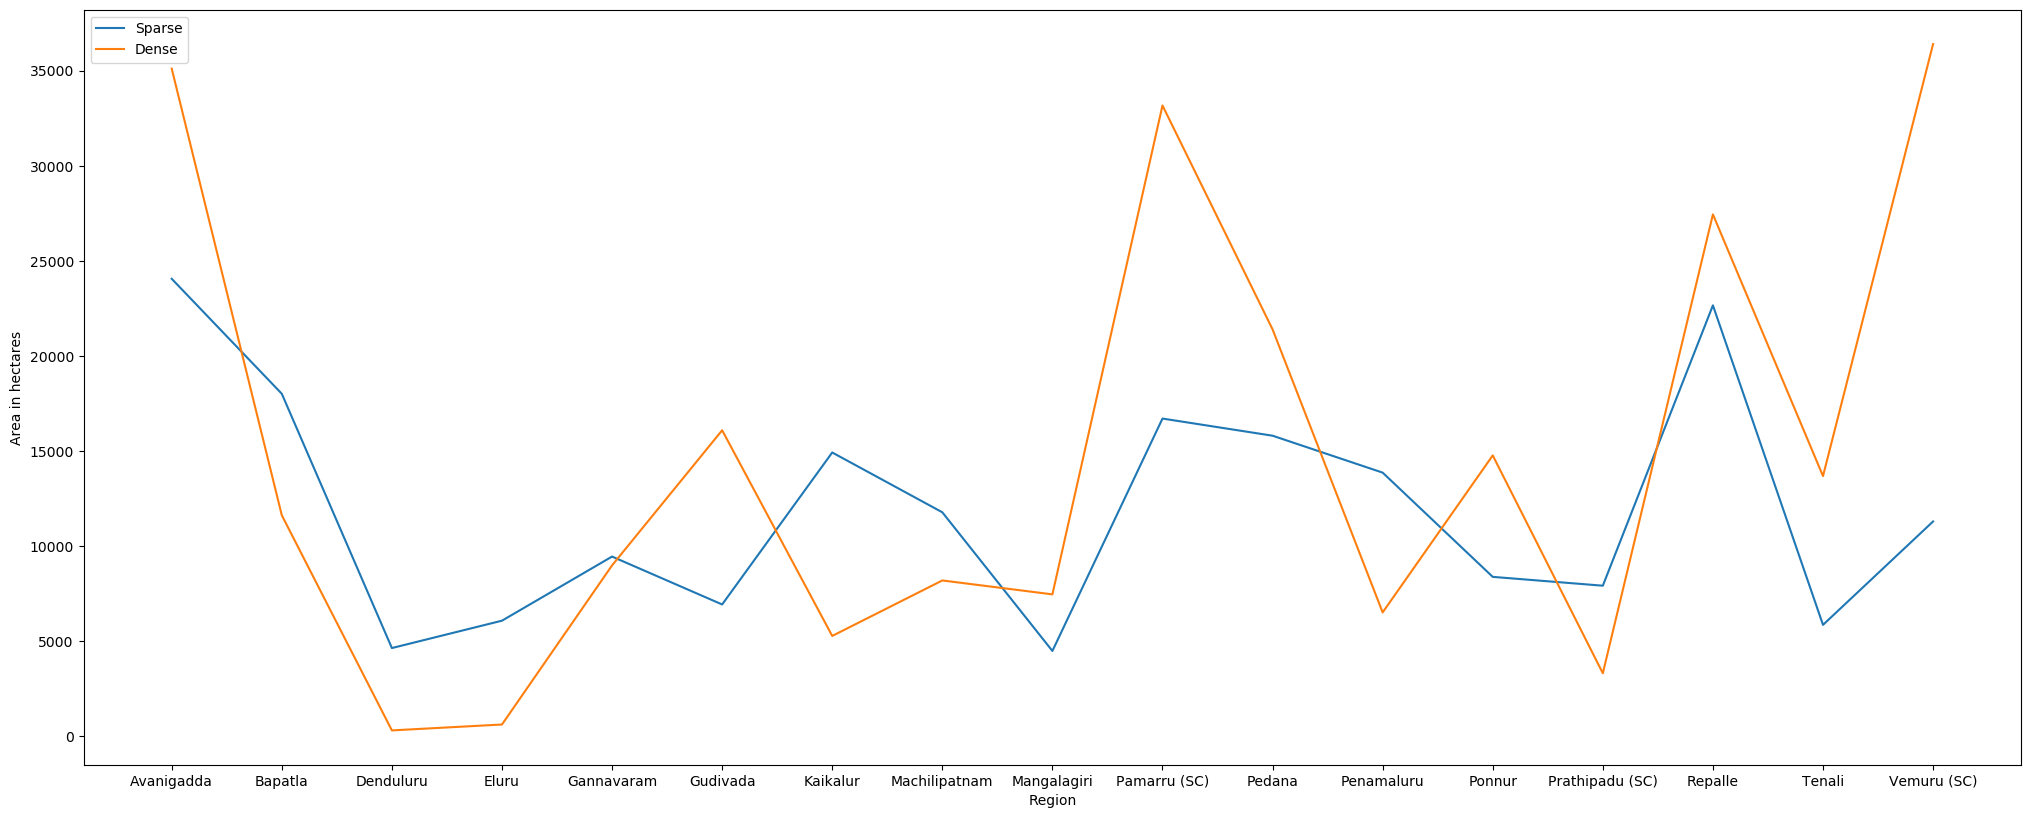 Sparse
Dense
35000
30000
25000
20000
15000
10000
5000
0
Area in hectares
Avanigadda Bapatla Denduluru Eluru Gannavaram Gudivada Kaikalur Machilipatnam Mangalagiri Pamarru (SC) Pedana Penamaluru Ponnur Prathipadu (SC) Repalle Tenali Vemuru (SC)
Region